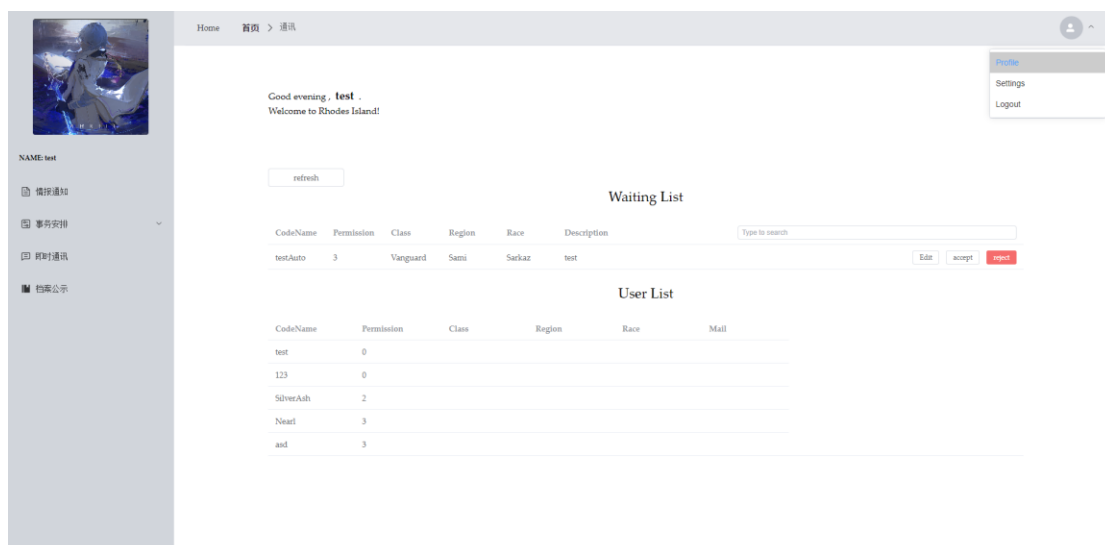 Home 首页 > 通讯
Profile
Settings
Logout
NAME: test
情报通知
事务安排
即时通讯
档案公示
Good evening , test .
Welcome to Rhodes Island!
refresh
Waiting List
CodeName Permission Class Region Race Description Type to search
testAuto 3 Vanguard Sami Sarkaz test Edit accept reject
User List
CodeName Permission Class Region Race Mail
test 0
123 0
SilverAsh 2
Nearl 3
asd 3